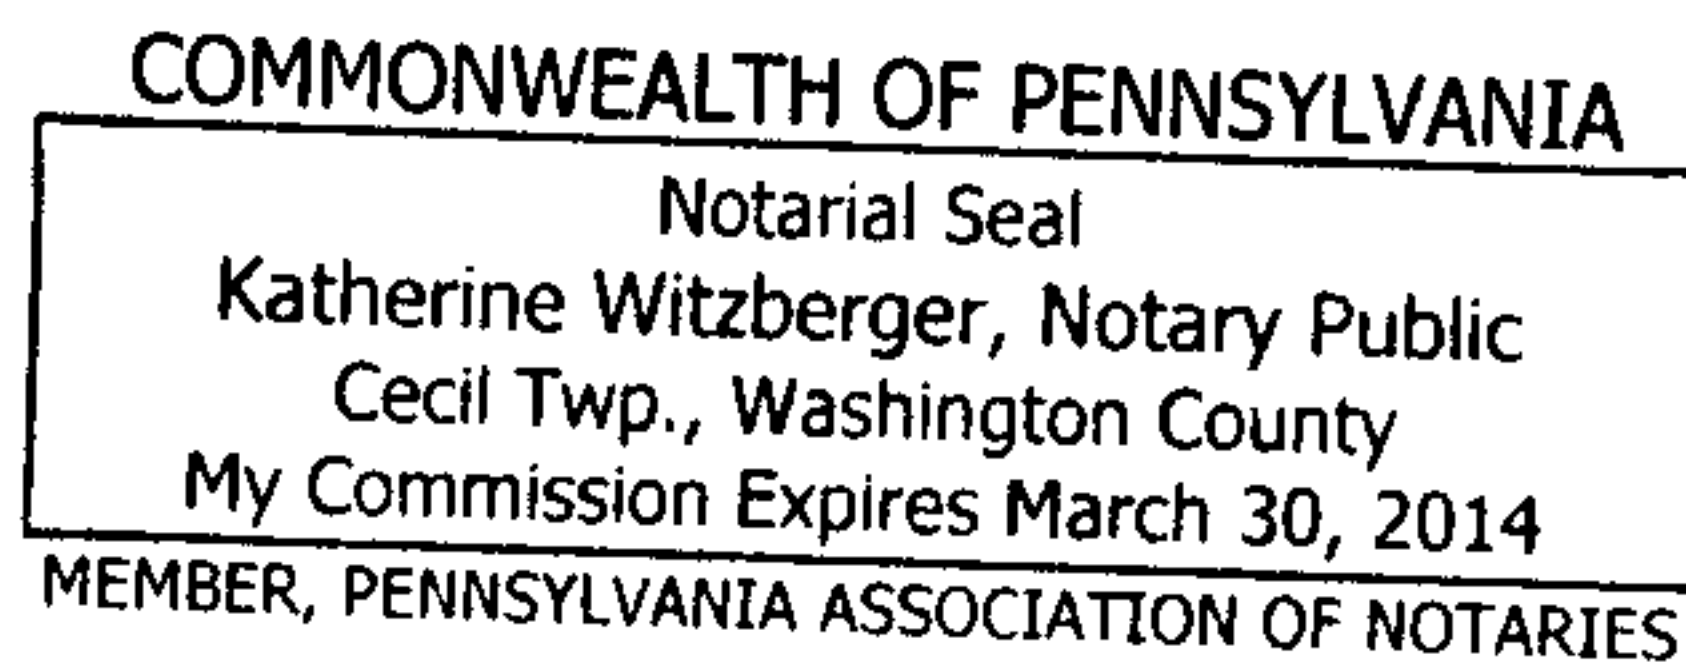 COMMONWEALTH OF PENNSYLVANIA
Notarial Seal
Katherine Witzberger, Notary Public
Cecil Twp., Washington County
My Commission Expires March 30, 2014
MEMBER, PENNSYLVANIA ASSOCIATION OF NOTARIES